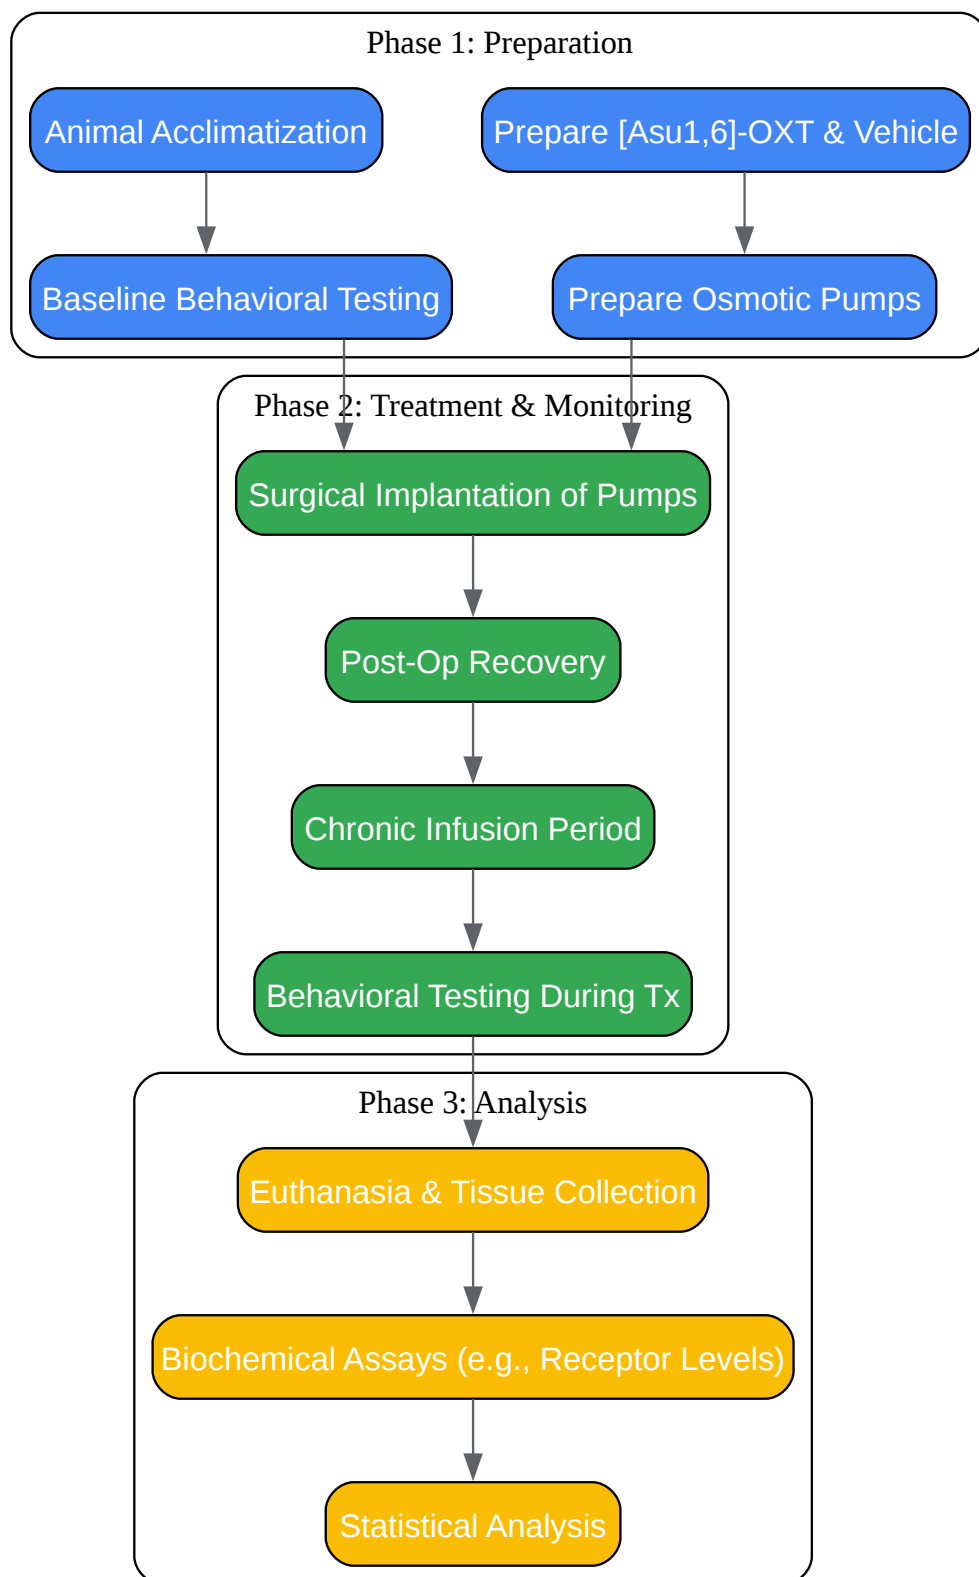 Phase 1: Preparation
Animal Acclimatization
Prepare [Asu1,6]-OXT & Vehicle
Baseline Behavioral Testing
Prepare Osmotic Pumps
Phase 2: Treatment & Monitoring
Surgical Implantation of Pumps
Post-Op Recovery
Chronic Infusion Period
Behavioral Testing During Tx
Phase 3: Analysis
Euthanasia & Tissue Collection
Biochemical Assays (e.g., Receptor Levels)
Statistical Analysis